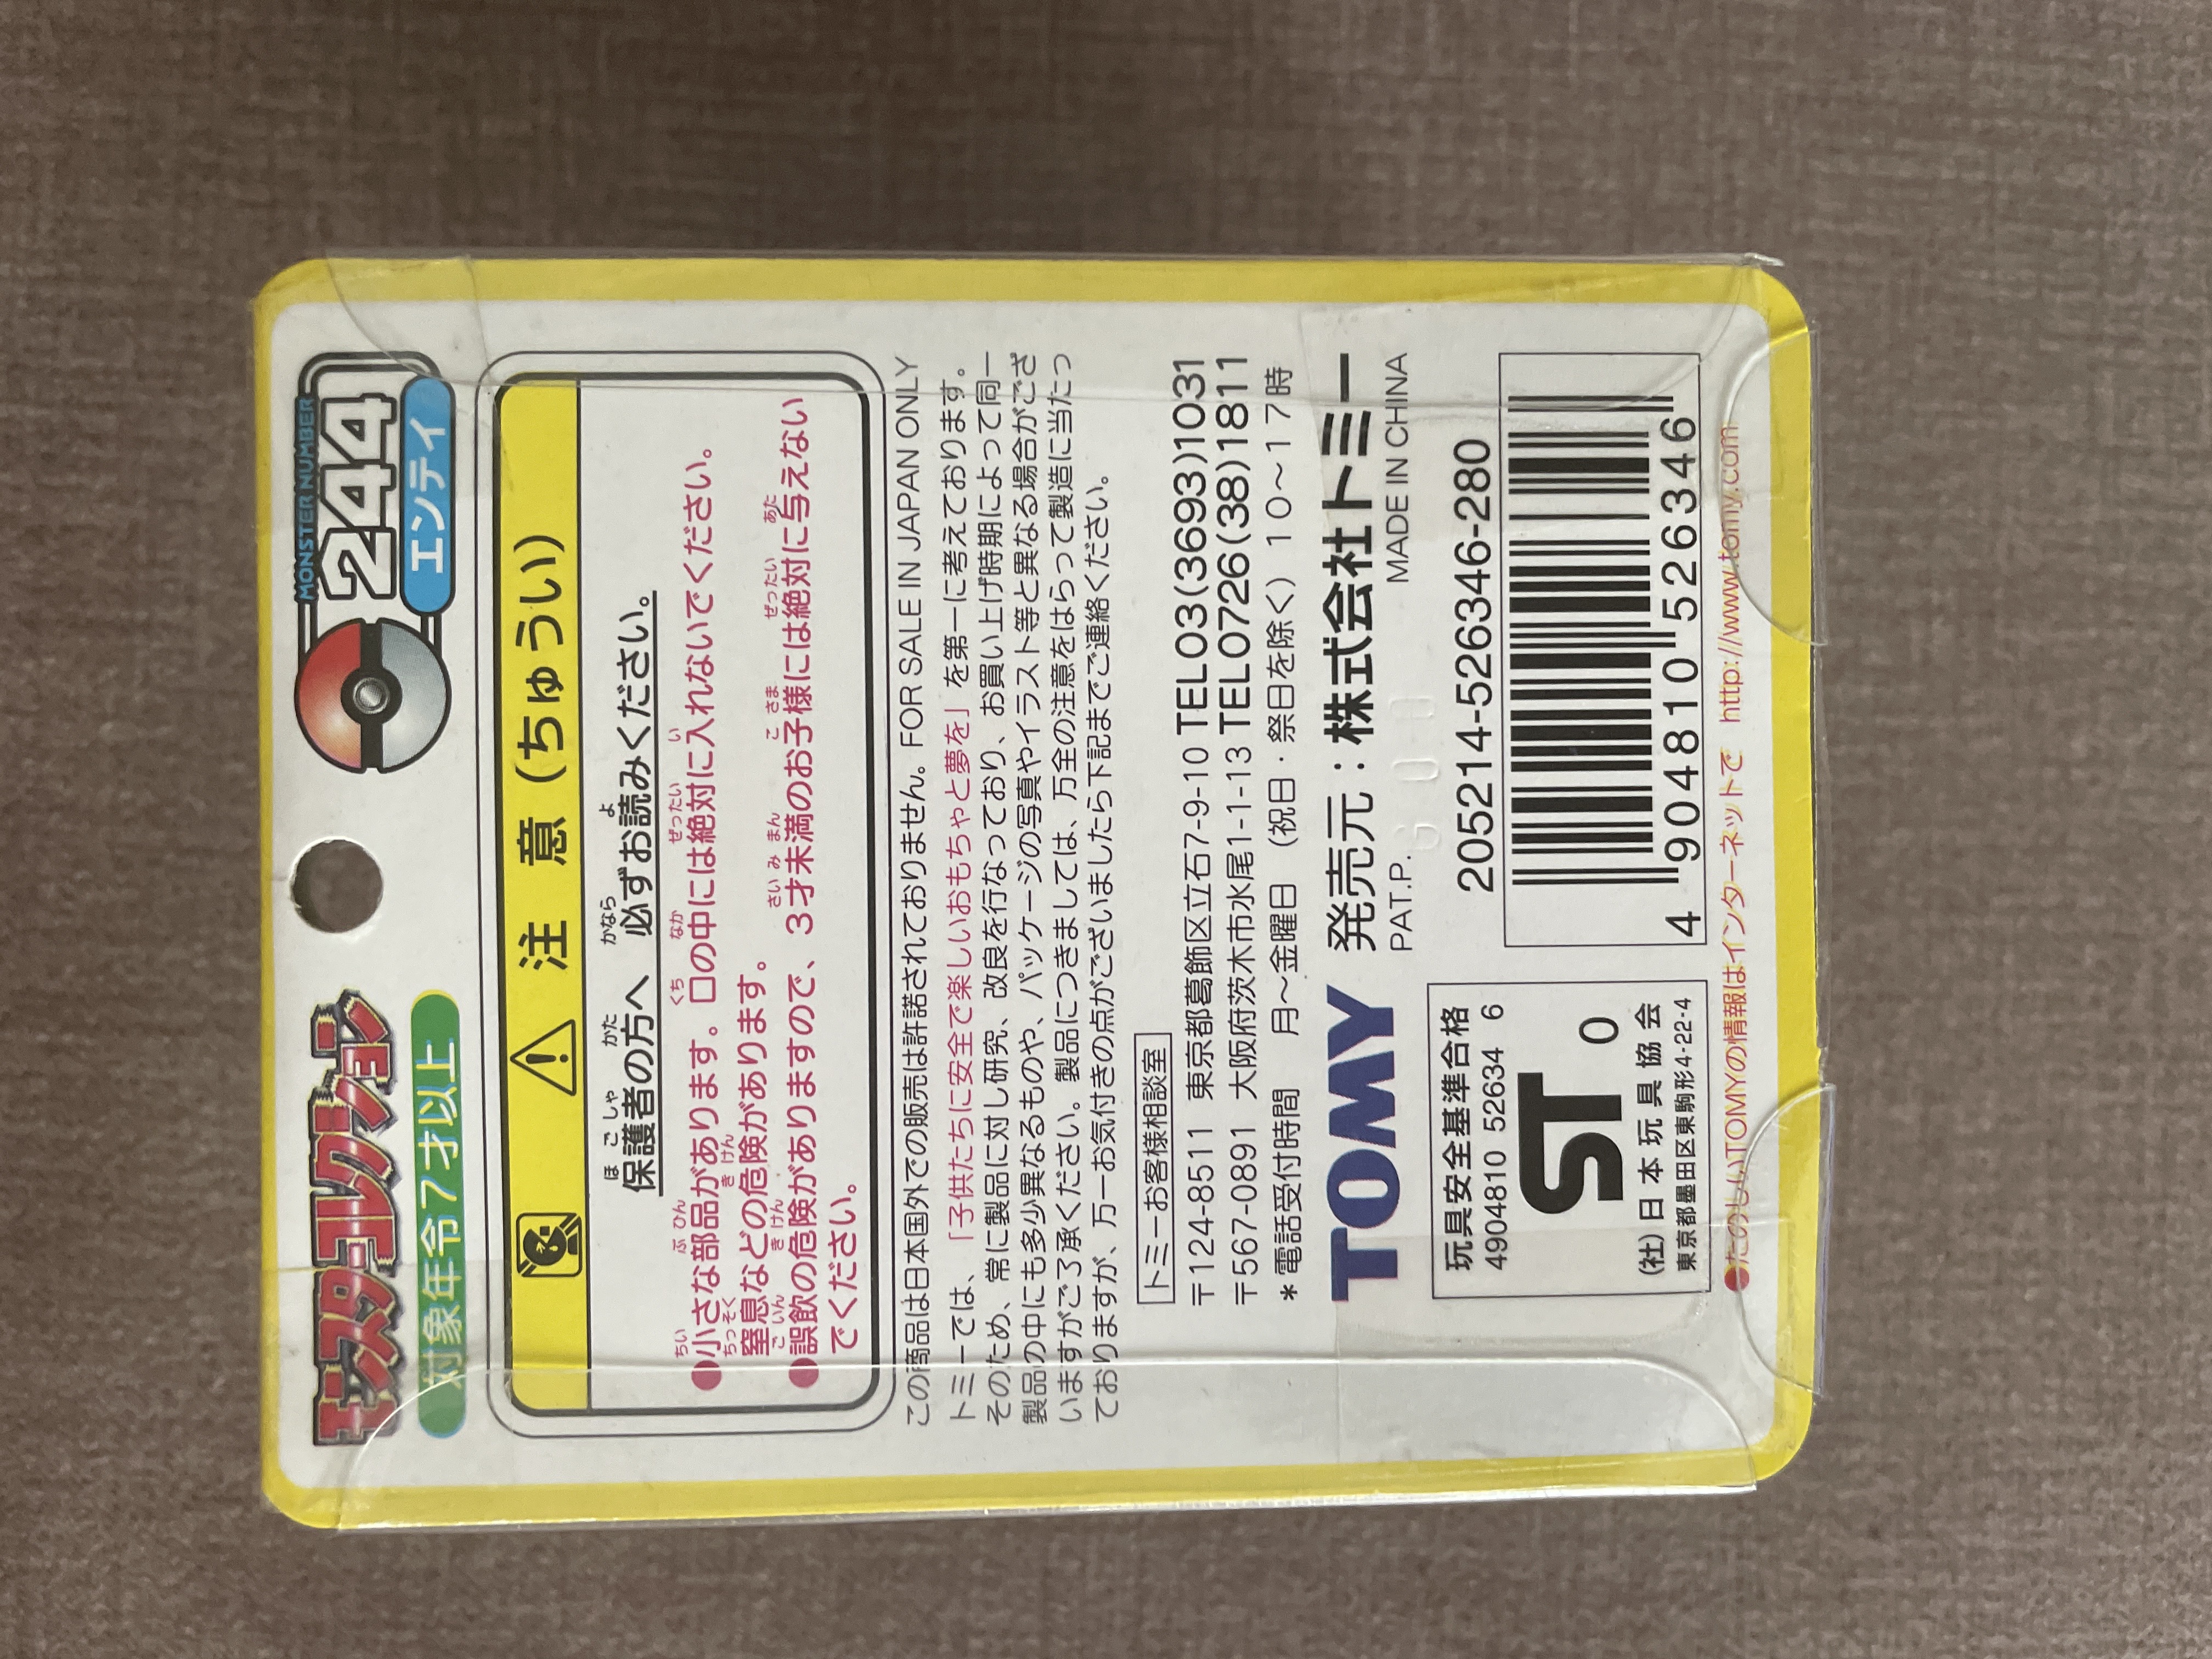 モンスターコレクション
対象年令7才以上
MONSTER NUMBER
244
エンテイ
注 意 (ちゅうい)
ほごしゃ かた かなら よ
保護者の方へ 必ずお読みください。
ちい ぶひん くち なか ぜったい い
●小さな部品があります。口の中には絶対に入れないでください。
ちっそく きけん
窒息などの危険があります。
ごいん きけん さいみまん こさま ぜったい あた
●誤飲の危険がありますので、3才未満のお子様には絶対に与えない
でください。
この商品は日本国外での販売は許諾されておりません。FOR SALE IN JAPAN ONLY
トミーでは、「子供たちに安全で楽しいおもちゃと夢を」を第一に考えております。
そのため、常に製品に対し研究、改良を行なっており、お買い上げ時期によって同一
製品の中にも多少異なるものや、パッケージの写真やイラスト等と異なる場合がござ
いますがご了承ください。製品につきましては、万全の注意をはらって製造に当たっ
ておりますが、万一お気付きの点がございましたら下記までご連絡ください。
トミーお客様相談室
〒124-8511 東京都葛飾区立石7-9-10 TEL03(3693)1031
〒567-0891 大阪府茨木市水尾1-1-13 TEL0726(38)1811
*電話受付時間 月〜金曜日 (祝日・祭日を除く) 10〜17時
TOMY 発売元:株式会社トミー
PAT.P. MADE IN CHINA
玩具安全基準合格
4904810 52634 6
ST 0
(社)日本玩具協会
東京都墨田区東駒形4-22-4
205214-526346-280
4 904810 526346
●たのしいTOMYの情報はインターネットで http://www.tomy.com